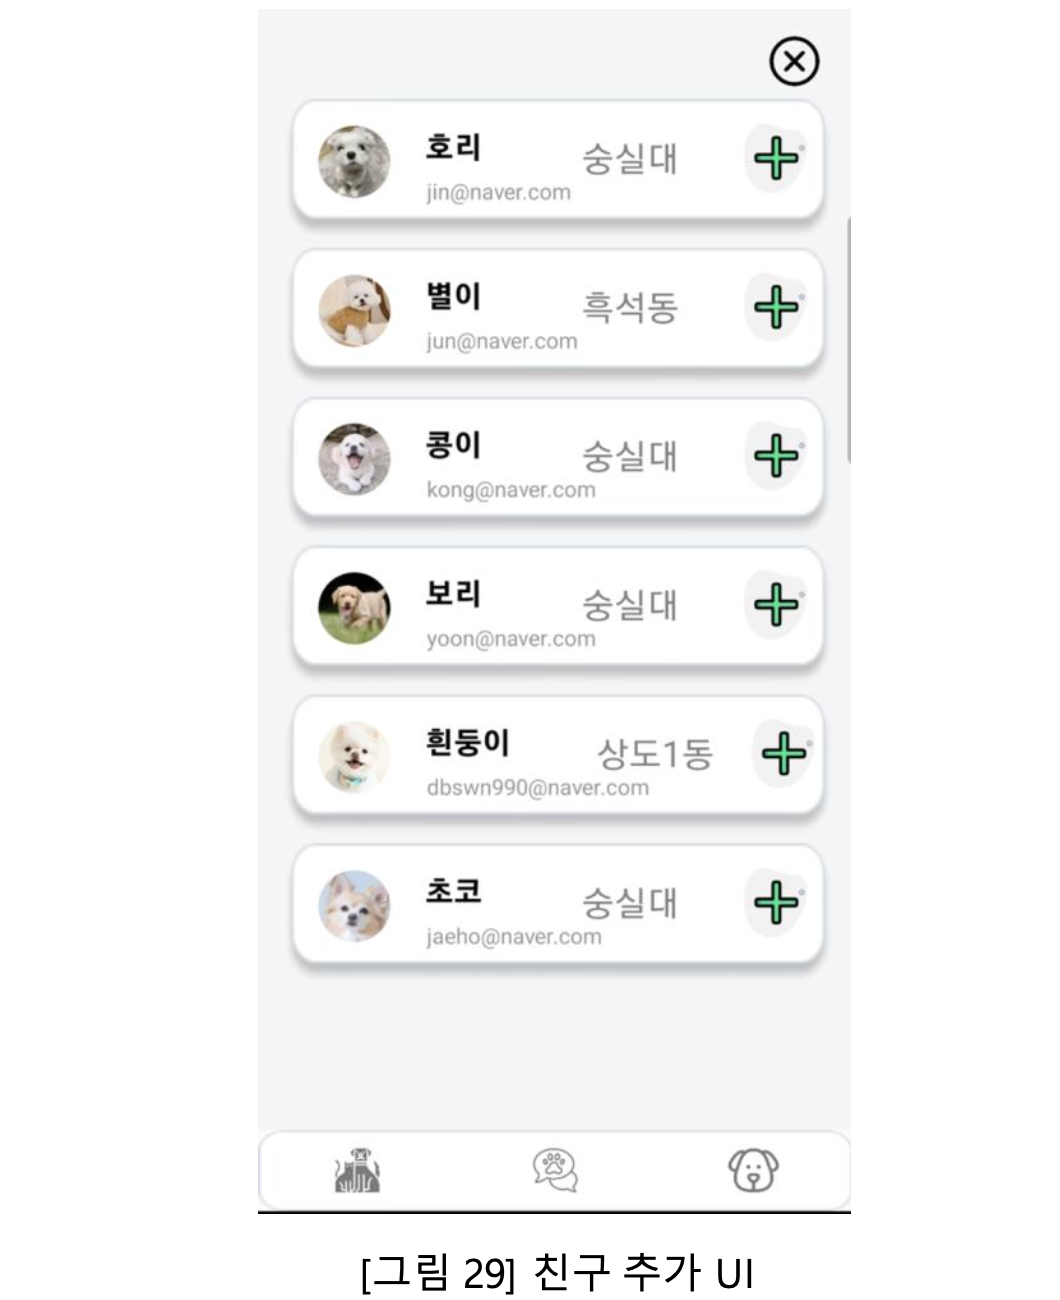 호리
숭실대
jin@naver.com
별이
흑석동
jun@naver.com
콩이
숭실대
kong@naver.com
보리
숭실대
yoon@naver.com
흰둥이
상도1동
dbswn990@naver.com
초코
숭실대
jaeho@naver.com
[그림 29] 친구 추가 UI